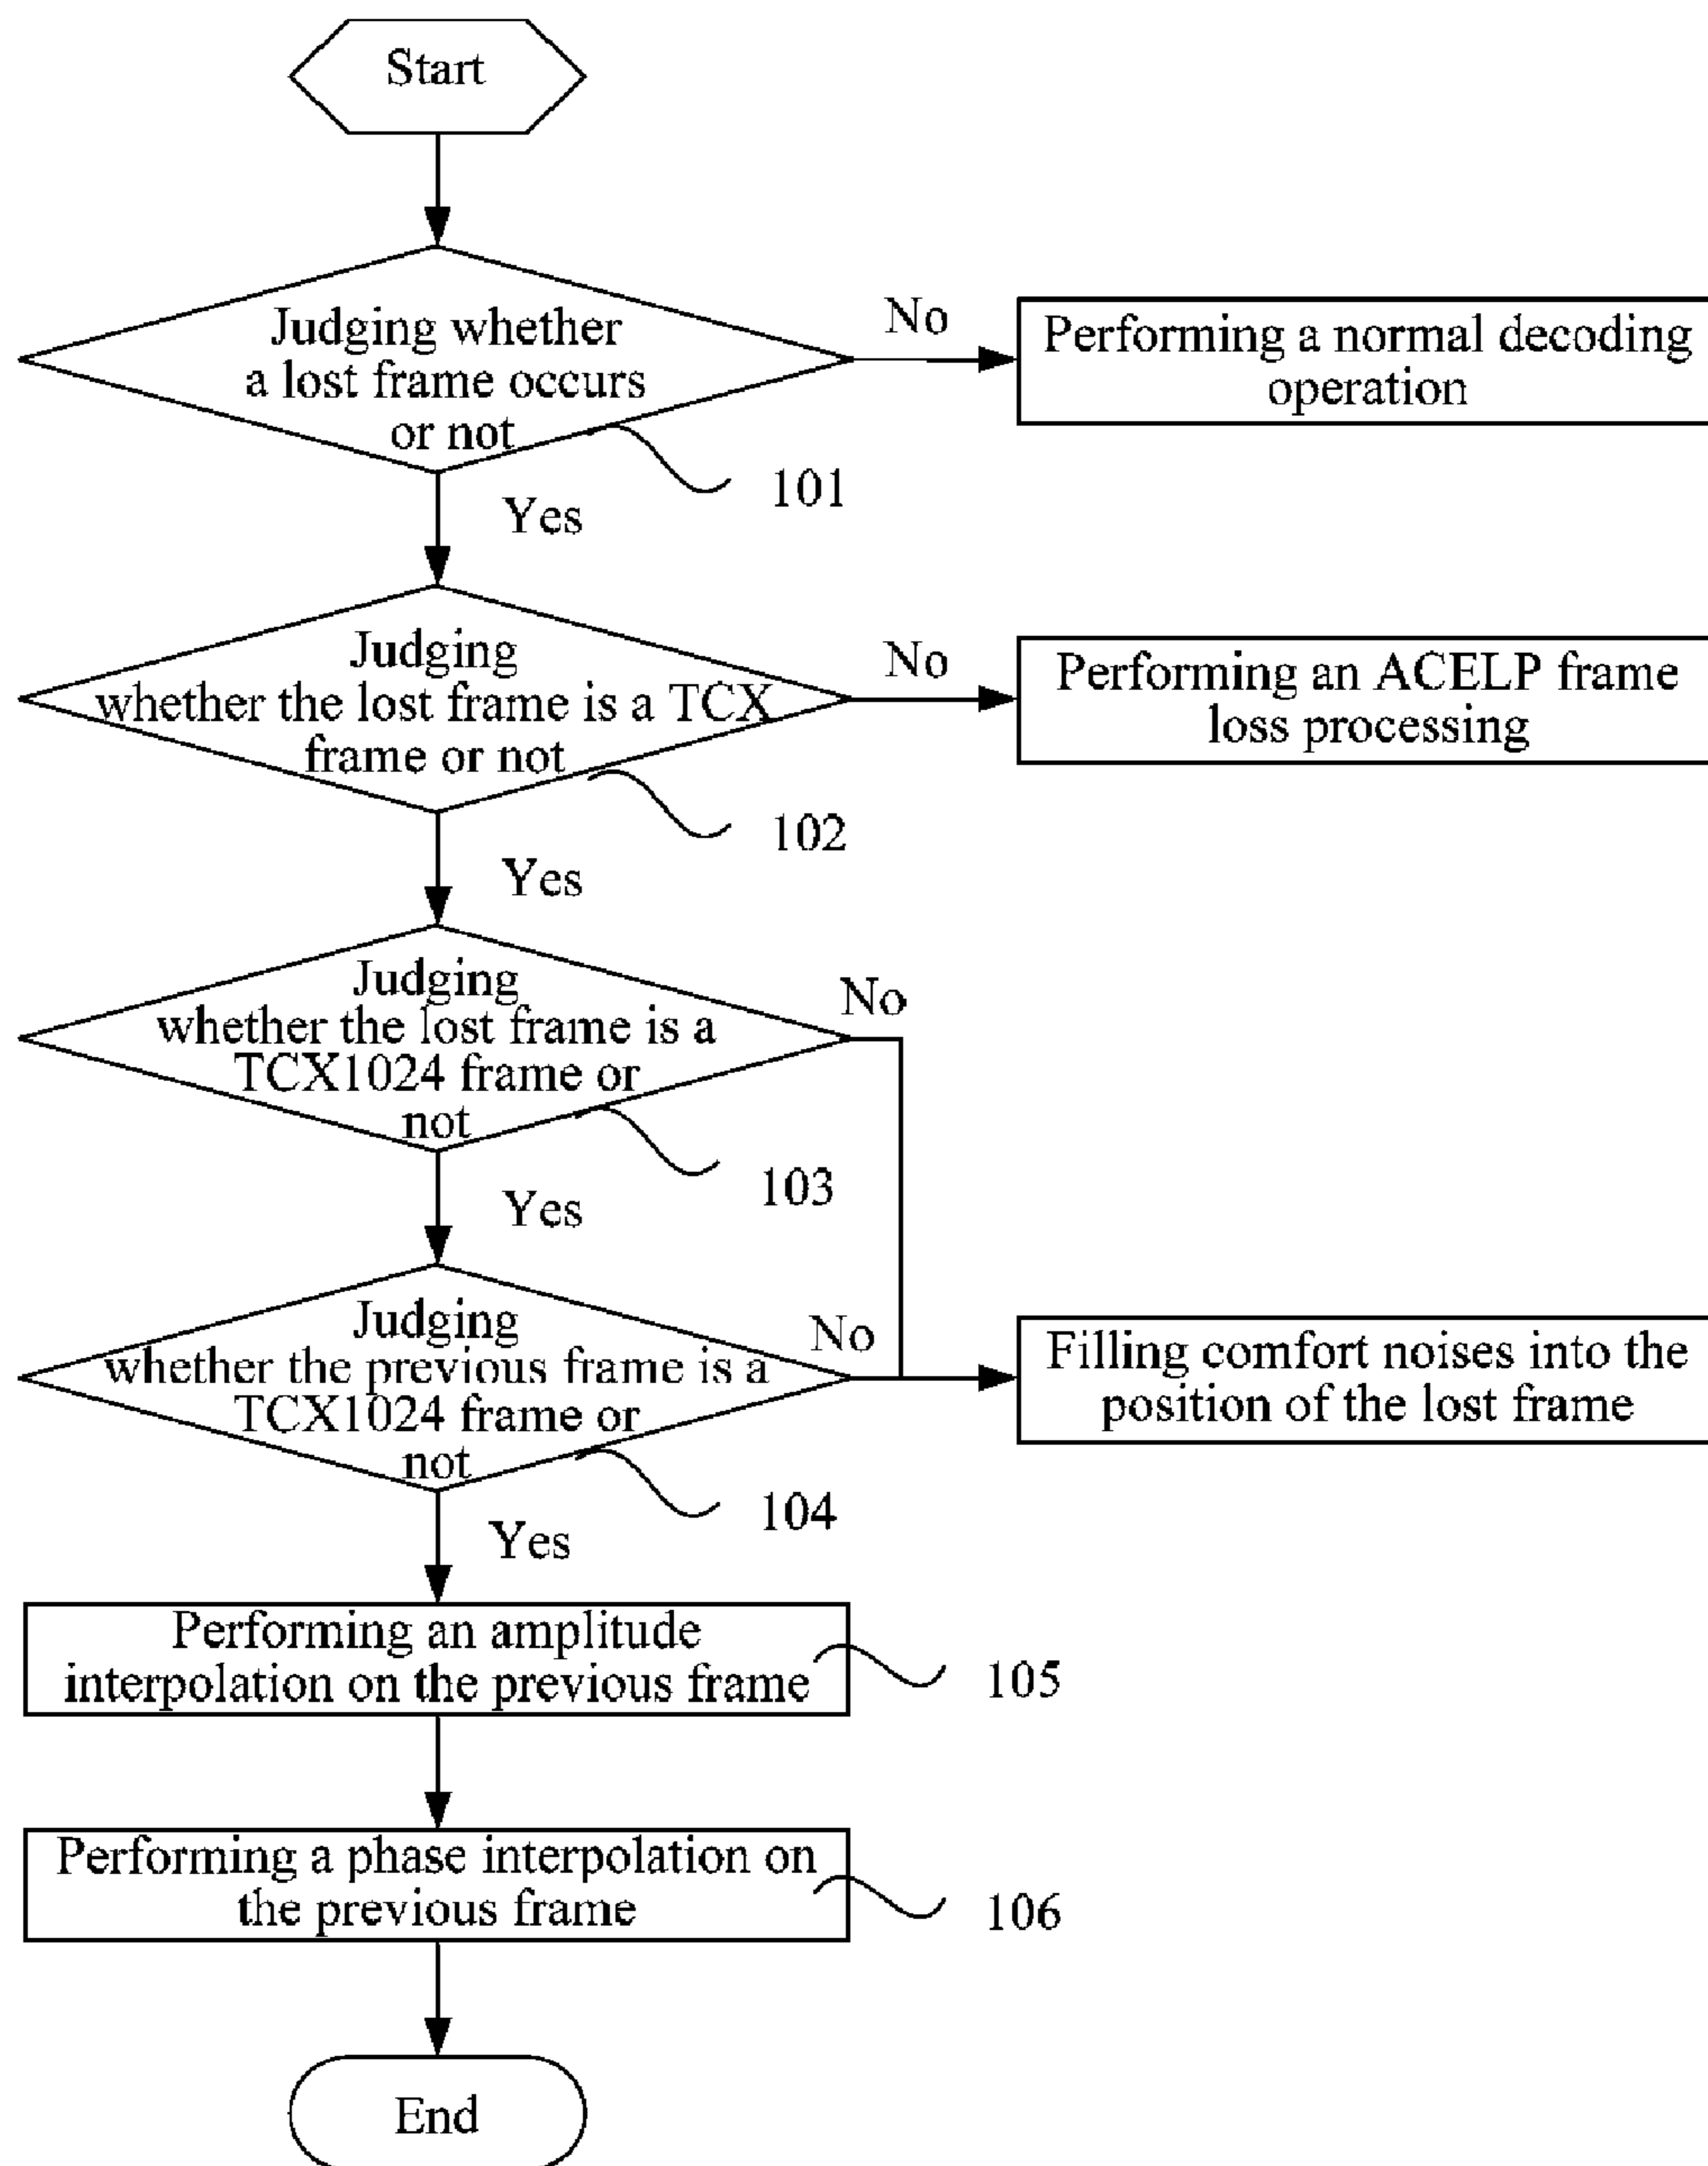 Start
Judging whether
a lost frame occurs
or not
No
Performing a normal decoding
operation
101
Yes
Judging
whether the lost frame is a TCX
frame or not
No
Performing an ACELP frame
loss processing
102
Yes
Judging
whether the lost frame is a
TCX1024 frame or
not
No
103
Yes
Judging
whether the previous frame is a
TCX1024 frame or
not
No
Filling comfort noises into the
position of the lost frame
104
Yes
Performing an amplitude
interpolation on the previous frame
105
Performing a phase interpolation on
the previous frame
106
End